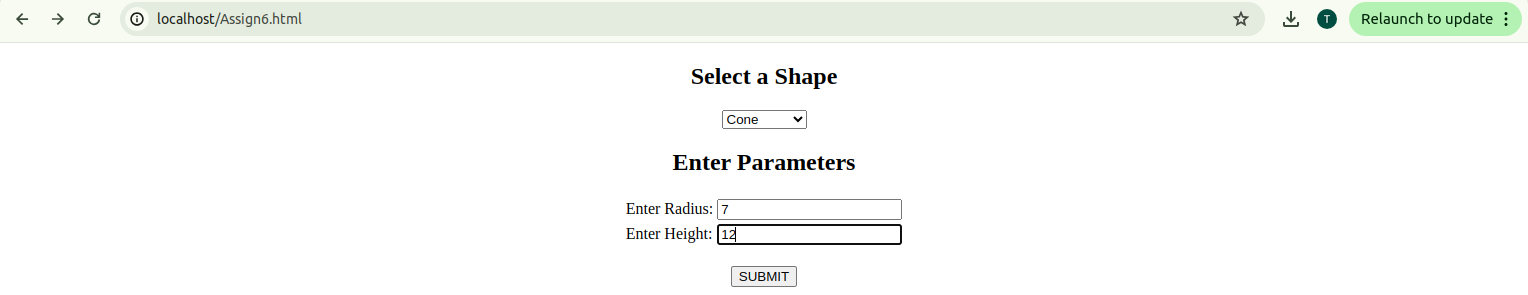 localhost/Assign6.html
T
Relaunch to update
Select a Shape
Cone
Enter Parameters
Enter Radius: 7
Enter Height: 12
SUBMIT